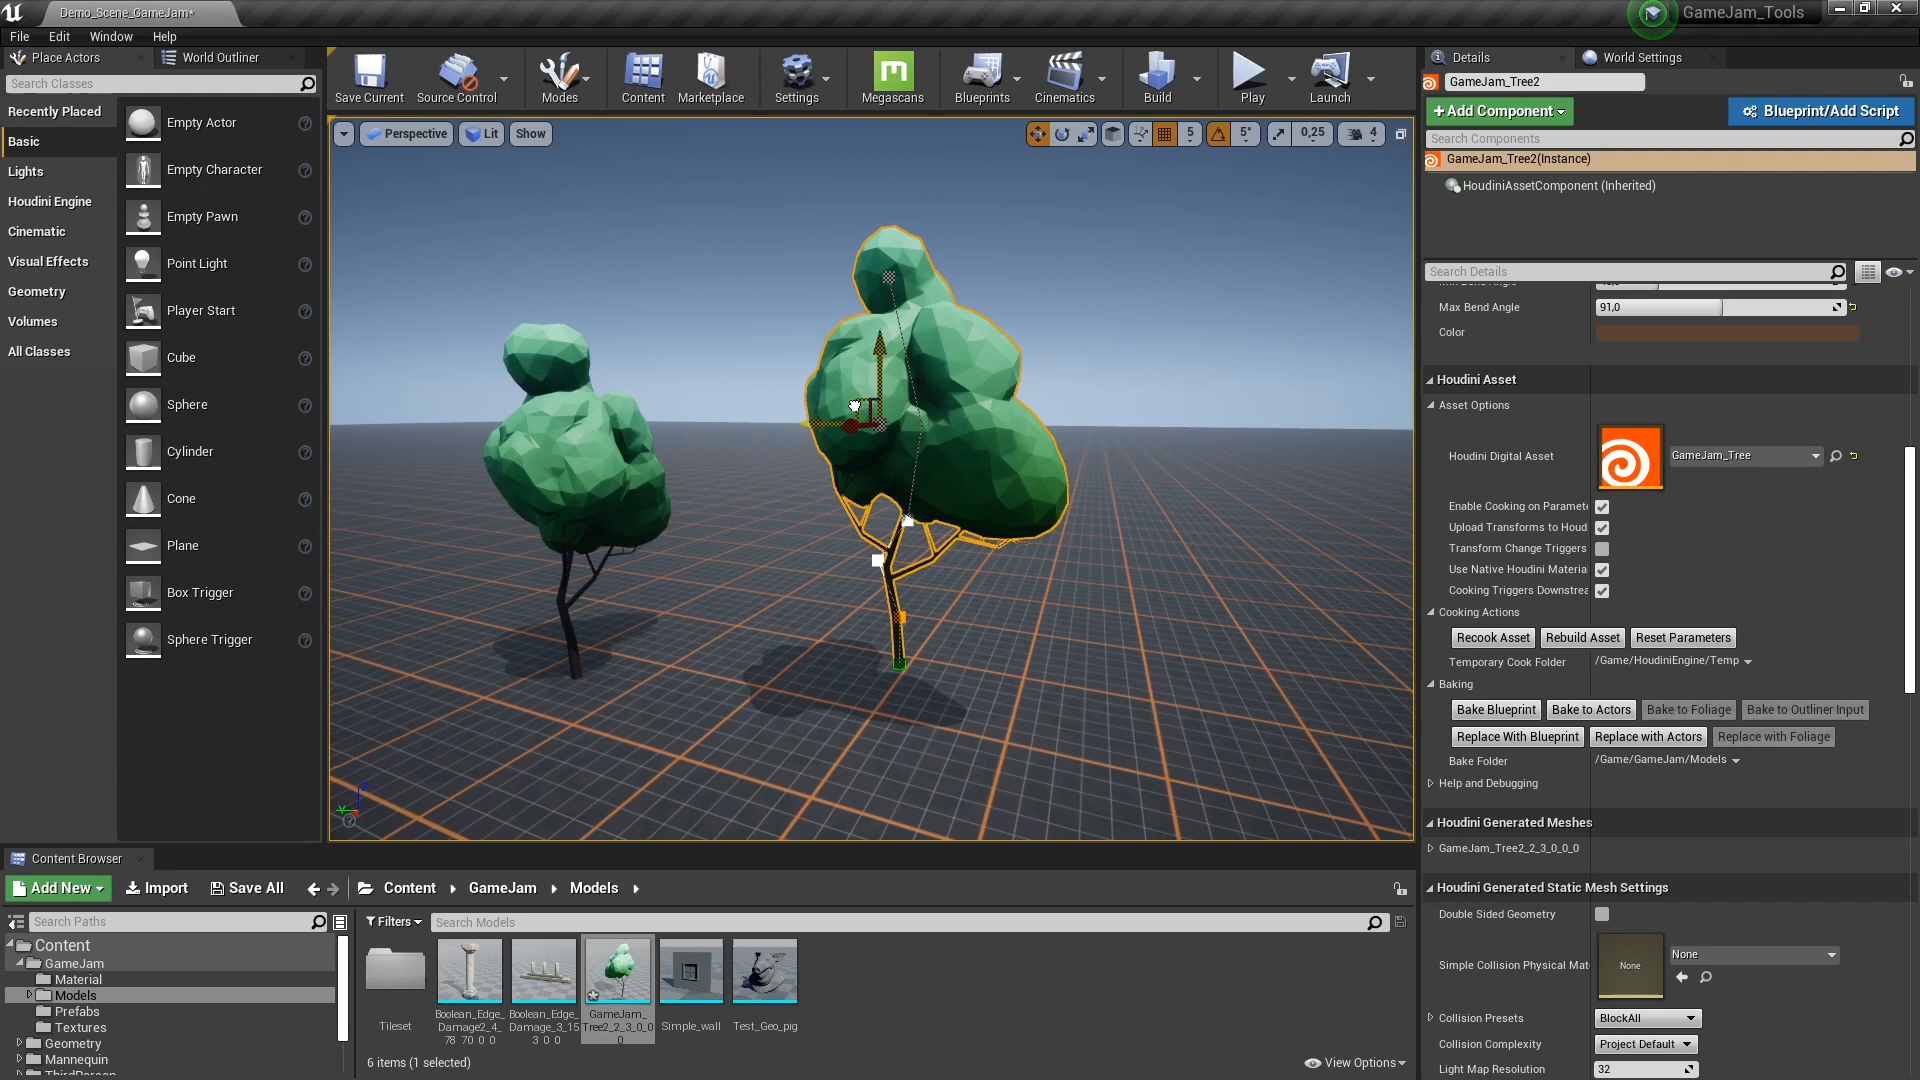 Demo_Scene_GameJam*
GameJam_Tools
File Edit Window Help
Place Actors
World Outliner
Search Classes
Recently Placed
Basic
Lights
Houdini Engine
Cinematic
Visual Effects
Geometry
Volumes
All Classes
Empty Actor
Empty Character
Empty Pawn
Point Light
Player Start
Cube
Sphere
Cylinder
Cone
Plane
Box Trigger
Sphere Trigger
Save Current
Source Control
Modes
Content
Marketplace
Settings
Megascans
Blueprints
Cinematics
Build
Play
Launch
Perspective
Lit
Show
5
5°
0,25
4
Details
World Settings
GameJam_Tree2
+Add Component
Blueprint/Add Script
Search Components
GameJam_Tree2(Instance)
HoudiniAssetComponent (Inherited)
Search Details
Max Bend Angle
91,0
Color
Houdini Asset
Asset Options
Houdini Digital Asset
GameJam_Tree
Enable Cooking on Paramete
Upload Transforms to Houd
Transform Change Triggers
Use Native Houdini Materia
Cooking Triggers Downstrea
Cooking Actions
Recook Asset
Rebuild Asset
Reset Parameters
Temporary Cook Folder
/Game/HoudiniEngine/Temp
Baking
Bake Blueprint
Bake to Actors
Bake to Foliage
Bake to Outliner Input
Replace With Blueprint
Replace with Actors
Replace with Foliage
Bake Folder
/Game/GameJam/Models
Help and Debugging
Houdini Generated Meshes
GameJam_Tree2_2_3_0_0_0
Houdini Generated Static Mesh Settings
Double Sided Geometry
Simple Collision Physical Mat
None
None
Collision Presets
BlockAll
Collision Complexity
Project Default
Light Map Resolution
32
Content Browser
Add New
Import
Save All
Content
GameJam
Models
Search Paths
Filters
Search Models
Content
GameJam
Material
Models
Prefabs
Textures
Geometry
Mannequin
Tileset
Boolean_Edge_
Damage2_4_
78_70_0_0
Boolean_Edge_
Damage_3_15
3_0_0
GameJam_
Tree2_2_3_0_0
0
Simple_wall
Test_Geo_pig
6 items (1 selected)
View Options